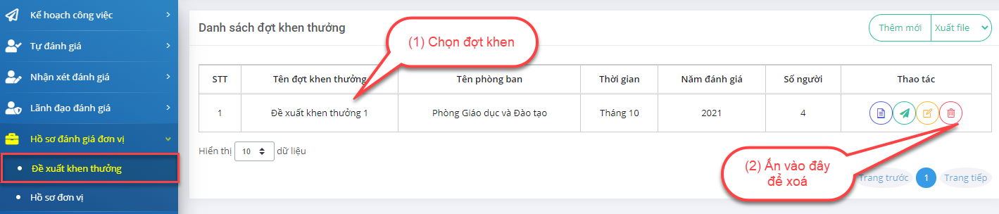 Kế hoạch công việc
Tự đánh giá
Nhận xét đánh giá
Lãnh đạo đánh giá
Hồ sơ đánh giá đơn vị
Đề xuất khen thưởng
Hồ sơ đơn vị
Danh sách đợt khen thưởng
(1) Chọn đợt khen
Thêm mới Xuất file
STT Tên đợt khen thưởng Tên phòng ban Thời gian Năm đánh giá Số người Thao tác
1 Đề xuất khen thưởng 1 Phòng Giáo dục và Đào tạo Tháng 10 2021 4
Hiển thị 10 dữ liệu
(2) Ấn vào đây
để xoá
Trang trước 1 Trang tiếp